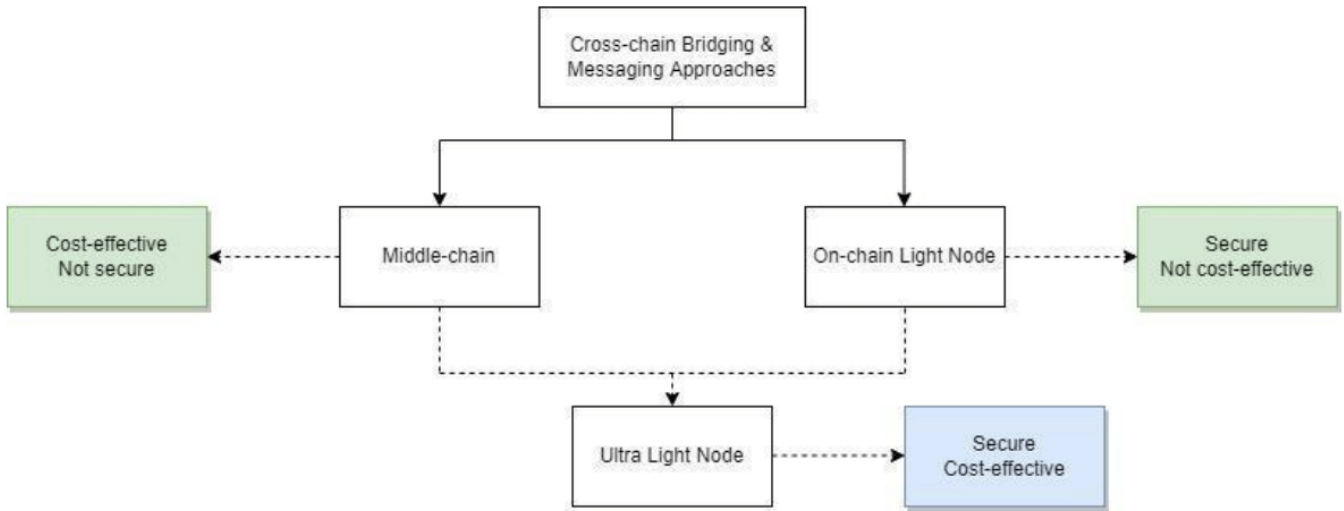 Cross-chain Bridging &
Messaging Approaches
Cost-effective
Not secure
Middle-chain
On-chain Light Node
Secure
Not cost-effective
Ultra Light Node
Secure
Cost-effective